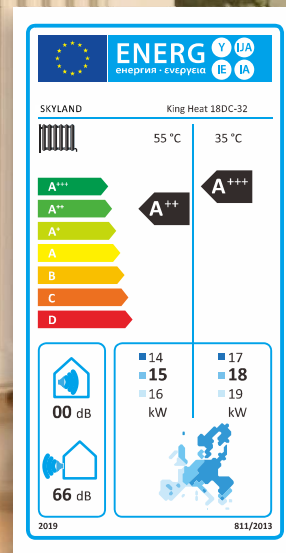 ENERG Y IJA
енергия · ενεργεια IE IA
SKYLAND King Heat 18DC-32
55 °C 35 °C
A+++
A++
A+
A
B
C
D
A++
A+++
00 dB
66 dB
14
15
16
kW
17
18
19
kW
2019 811/2013